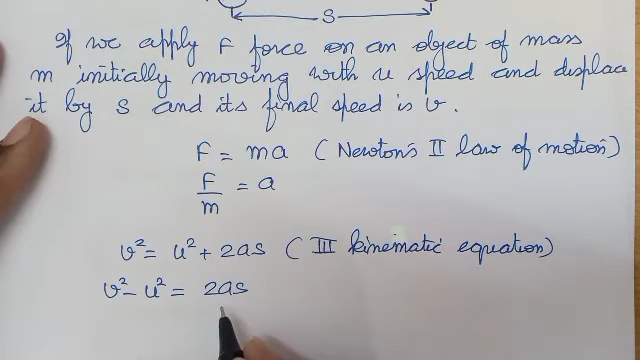 S
If we apply F force on an object of mass
m initially moving with u speed and displace
it by S and its final speed is v.
F = ma (Newton's II law of motion)
F/m = a
v² = u² + 2as (III kinematic equation)
v² - u² = 2as